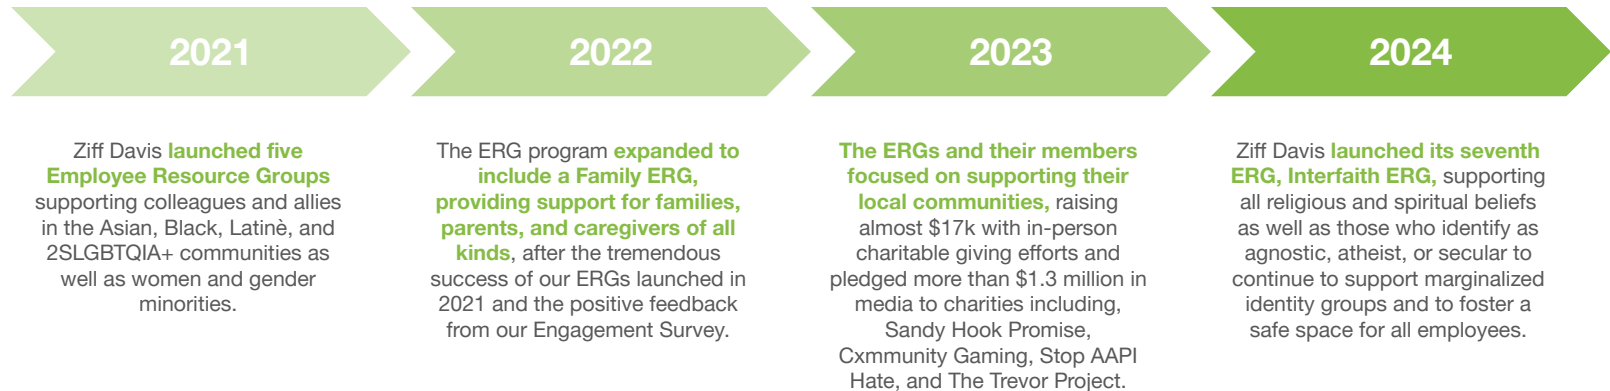 2021
Ziff Davis launched five
Employee Resource Groups
supporting colleagues and allies
in the Asian, Black, Latinè, and
2SLGBTQIA+ communities as
well as women and gender
minorities.
2022
The ERG program expanded to
include a Family ERG,
providing support for families,
parents, and caregivers of all
kinds, after the tremendous
success of our ERGs launched in
2021 and the positive feedback
from our Engagement Survey.
2023
The ERGs and their members
focused on supporting their
local communities, raising
almost $17k with in-person
charitable giving efforts and
pledged more than $1.3 million in
media to charities including,
Sandy Hook Promise,
Cxmmunity Gaming, Stop AAPI
Hate, and The Trevor Project.
2024
Ziff Davis launched its seventh
ERG, Interfaith ERG, supporting
all religious and spiritual beliefs
as well as those who identify as
agnostic, atheist, or secular to
continue to support marginalized
identity groups and to foster a
safe space for all employees.